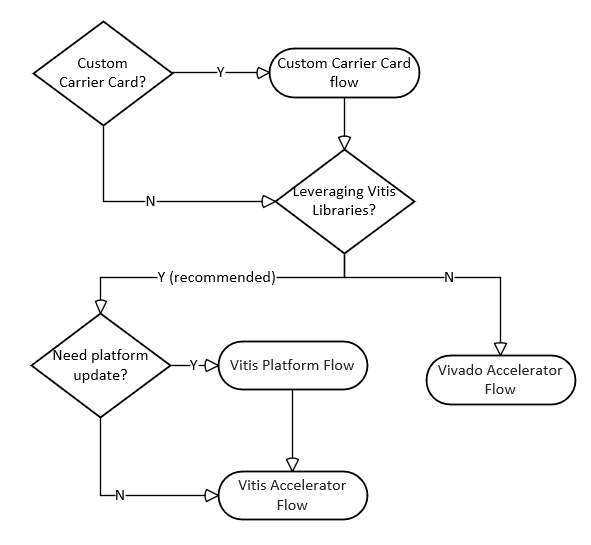 Custom
Carrier Card?
Y
Custom Carrier Card
flow
N
Leveraging Vitis
Libraries?
Y (recommended)
N
Need platform
update?
Y
Vitis Platform Flow
Vivado Accelerator
Flow
N
Vitis Accelerator
Flow